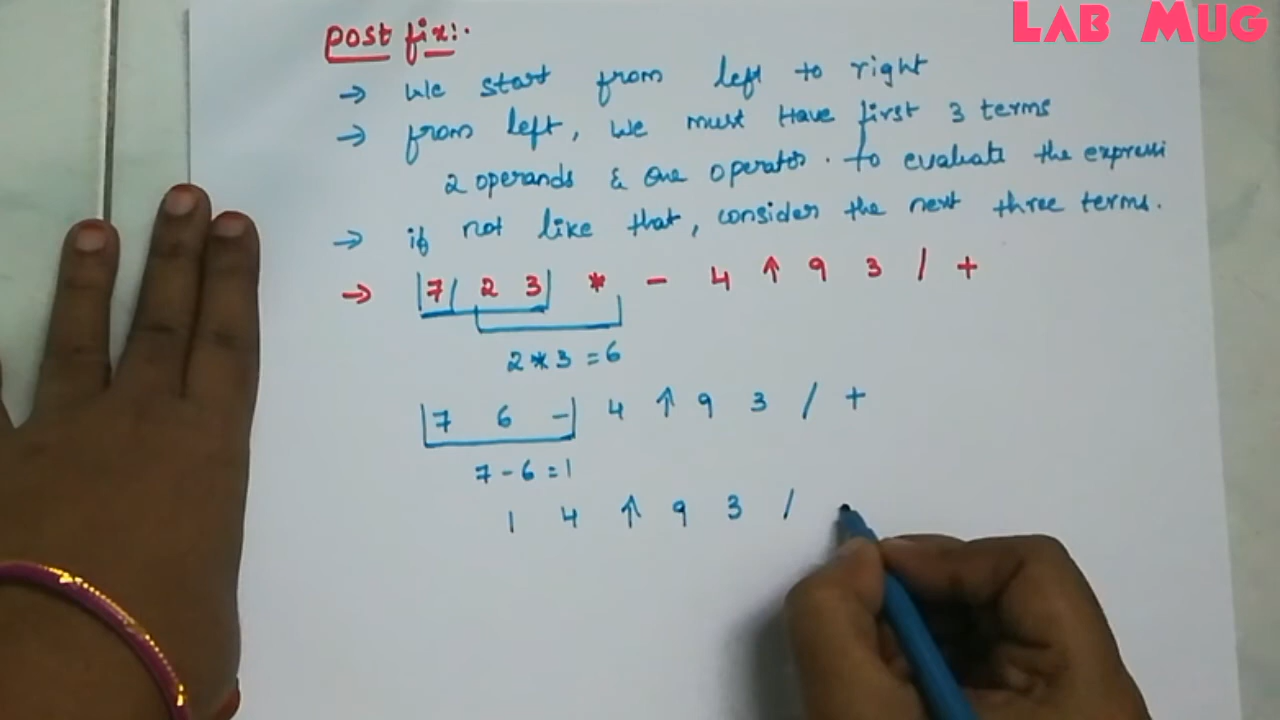 LAB MUG
Post fix:.
→ We start from left to right
→ from left, we must Have first 3 terms
2 operands & one operator. to evaluate the expressi
→ if not like that, consider the next three terms.
→ |7| 2 3| * - 4 ↑ 9 3 / +
2*3 = 6
|7 6 -| 4 ↑ 9 3 / +
7-6=1
1 4 ↑ 9 3 /